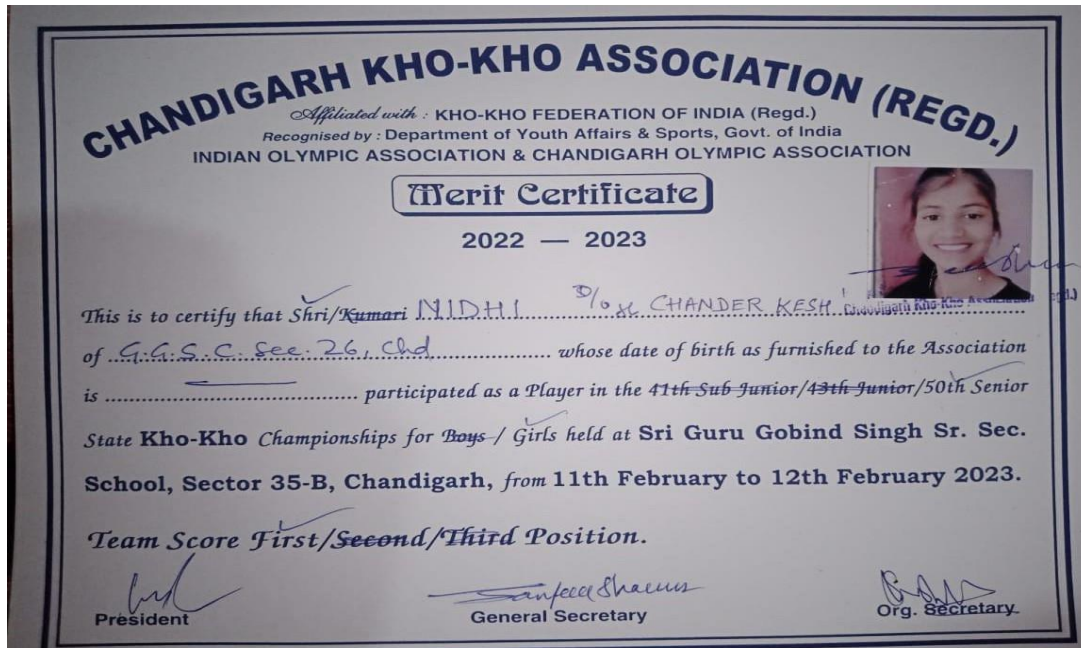 CHANDIGARH KHO-KHO ASSOCIATION (REGD.)
Affiliated with : KHO-KHO FEDERATION OF INDIA (Regd.)
Recognised by : Department of Youth Affairs & Sports, Govt. of India
INDIAN OLYMPIC ASSOCIATION & CHANDIGARH OLYMPIC ASSOCIATION
Merit Certificate
2022 — 2023
This is to certify that Shri/Kumari NIDHI D/o CHANDER KESH
Chandigarh Kho-Kho Association (Regd.)
of G.G.S.C. Sec. 26, Chd whose date of birth as furnished to the Association
is participated as a Player in the 41th Sub Junior/43th Junior/50th Senior
State Kho-Kho Championships for Boys / Girls held at Sri Guru Gobind Singh Sr. Sec.
School, Sector 35-B, Chandigarh, from 11th February to 12th February 2023.
Team Score First/Second/Third Position.
President General Secretary Org. Secretary